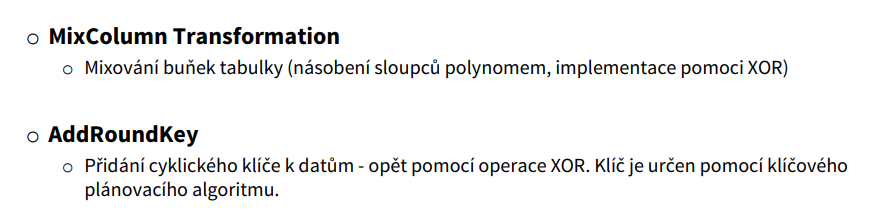 ○ MixColumn Transformation
○ Mixování buňek tabulky (násobení sloupců polynomem, implementace pomoci XOR)
○ AddRoundKey
○ Přidání cyklického klíče k datům - opět pomocí operace XOR. Klíč je určen pomocí klíčového
plánovacího algoritmu.